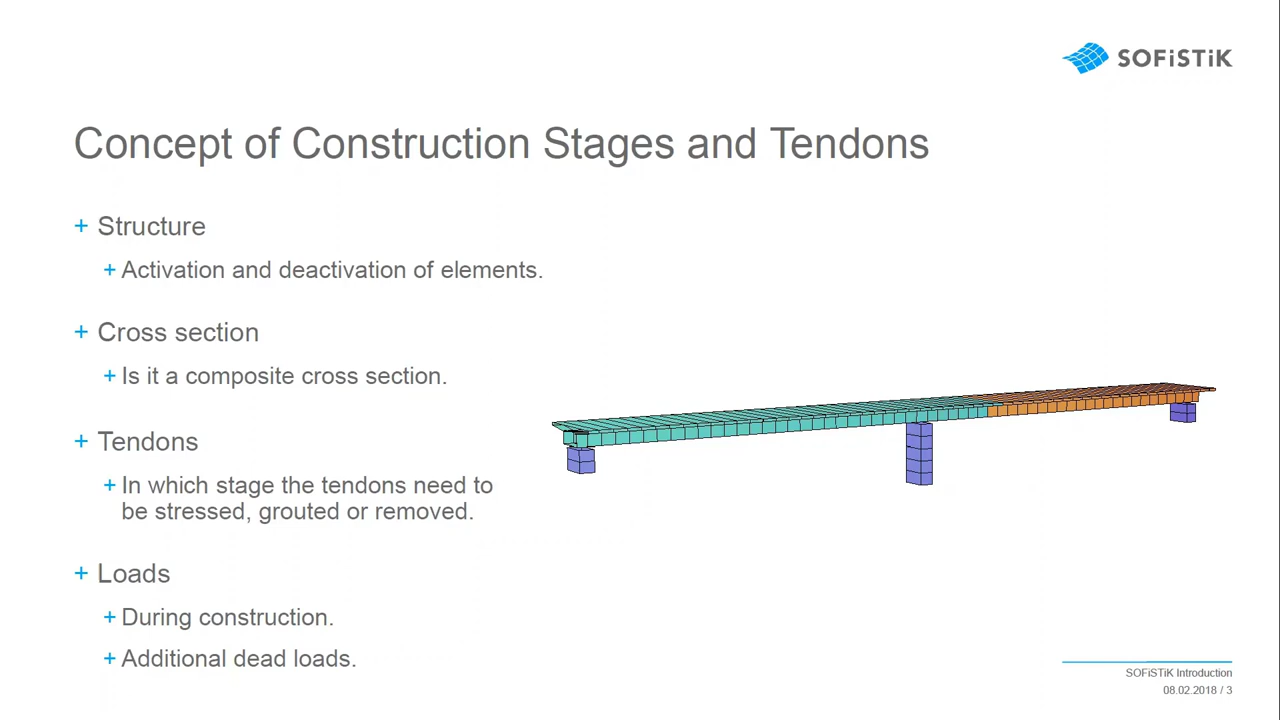 SOFiSTiK
Concept of Construction Stages and Tendons
+ Structure
+ Activation and deactivation of elements.
+ Cross section
+ Is it a composite cross section.
+ Tendons
+ In which stage the tendons need to
be stressed, grouted or removed.
+ Loads
+ During construction.
+ Additional dead loads.
SOFiSTiK Introduction
08.02.2018 / 3